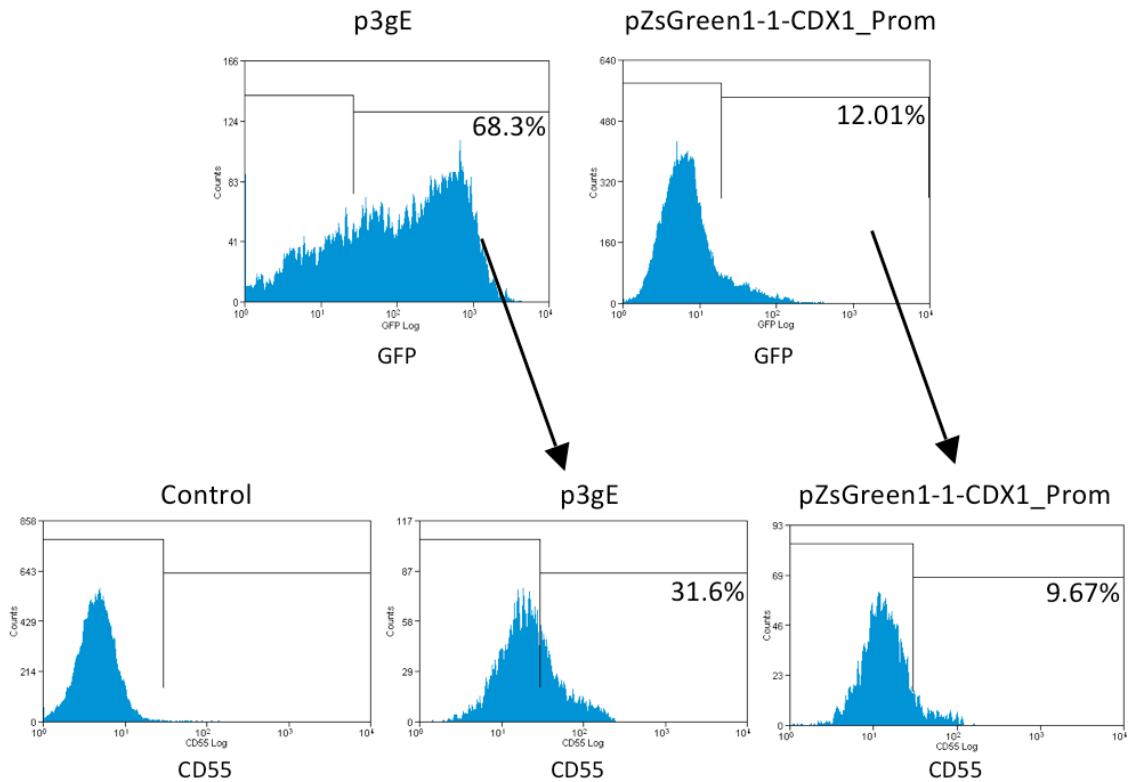 p3gE
pZsGreen1-1-CDX1_Prom
166
124
83
41
0
Counts
68.3%
10⁰
10¹
10²
10³
10⁴
GFP Log
GFP
640
480
320
160
0
Counts
12.01%
10⁰
10¹
10²
10³
10⁴
GFP Log
GFP
Control
p3gE
pZsGreen1-1-CDX1_Prom
858
643
429
214
0
Counts
10⁰
10¹
10²
10³
10⁴
CD55 Log
CD55
117
87
58
29
0
Counts
31.6%
10⁰
10¹
10²
10³
10⁴
CD55 Log
CD55
93
69
46
23
0
Counts
9.67%
10⁰
10¹
10²
10³
10⁴
CD55 Log
CD55